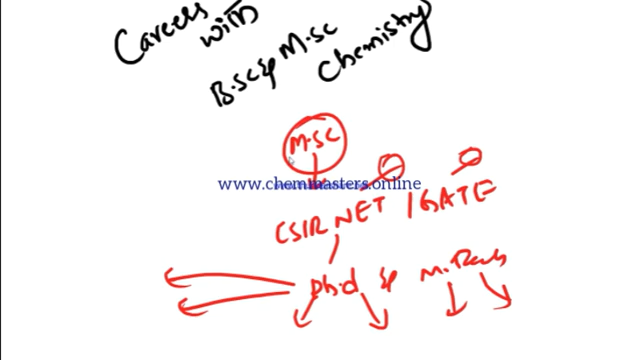 Careers with
B.Sc & M.Sc
Chemistry
M.Sc
www.chemmasters.online
CSIR NET / GATE
Ph.d & M.Tech